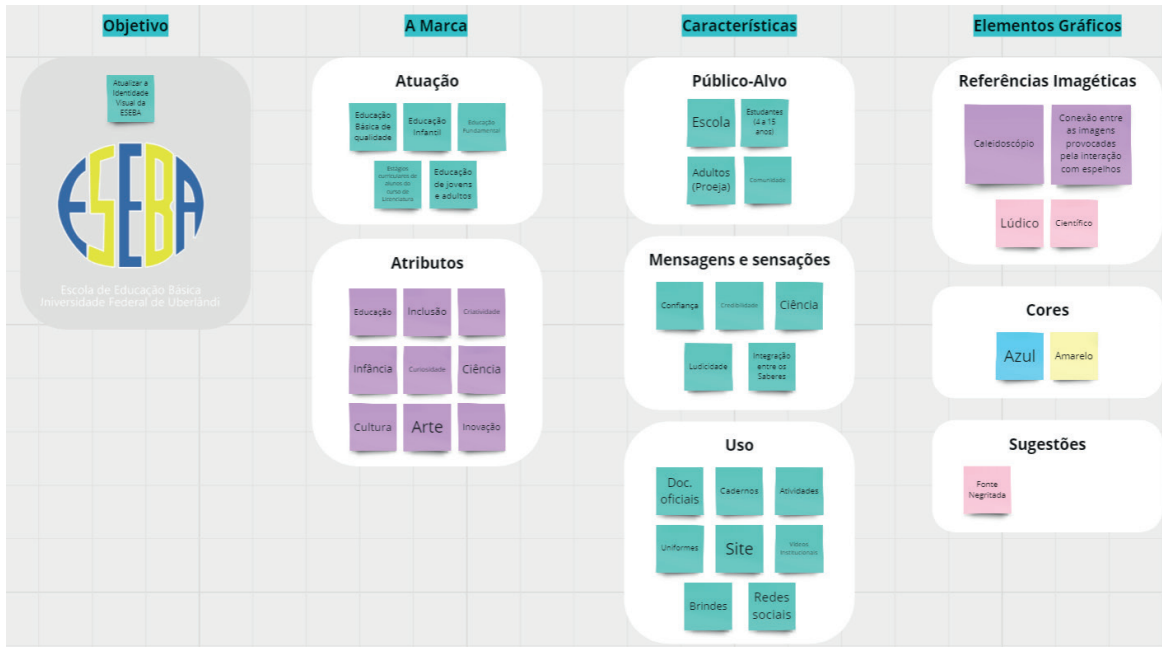 Objetivo
Atualizar a
Identidade
Visual da
ESEBA
ESEBA
Escola de Educação Básica
Universidade Federal de Uberlândi
A Marca
Atuação
Educação
Básica de
qualidade
Educação
Infantil
Educação
Fundamental
Estágios
curriculares de
alunos do
curso de
Licenciatura
Educação
de jovens
e adultos
Atributos
Educação
Inclusão
Criatividade
Infância
Curiosidade
Ciência
Cultura
Arte
Inovação
Características
Público-Alvo
Escola
Estudantes
(4 a 15
anos)
Adultos
(Proeja)
Comunidade
Mensagens e sensações
Confiança
Credibilidade
Ciência
Ludicidade
Integração
entre os
Saberes
Uso
Doc.
oficiais
Cadernos
Atividades
Uniformes
Site
Vídeos
Institucionais
Brindes
Redes
sociais
Elementos Gráficos
Referências Imagéticas
Caleidoscópio
Conexão entre
as imagens
provocadas
pela interação
com espelhos
Lúdico
Científico
Cores
Azul
Amarelo
Sugestões
Fonte
Negritada